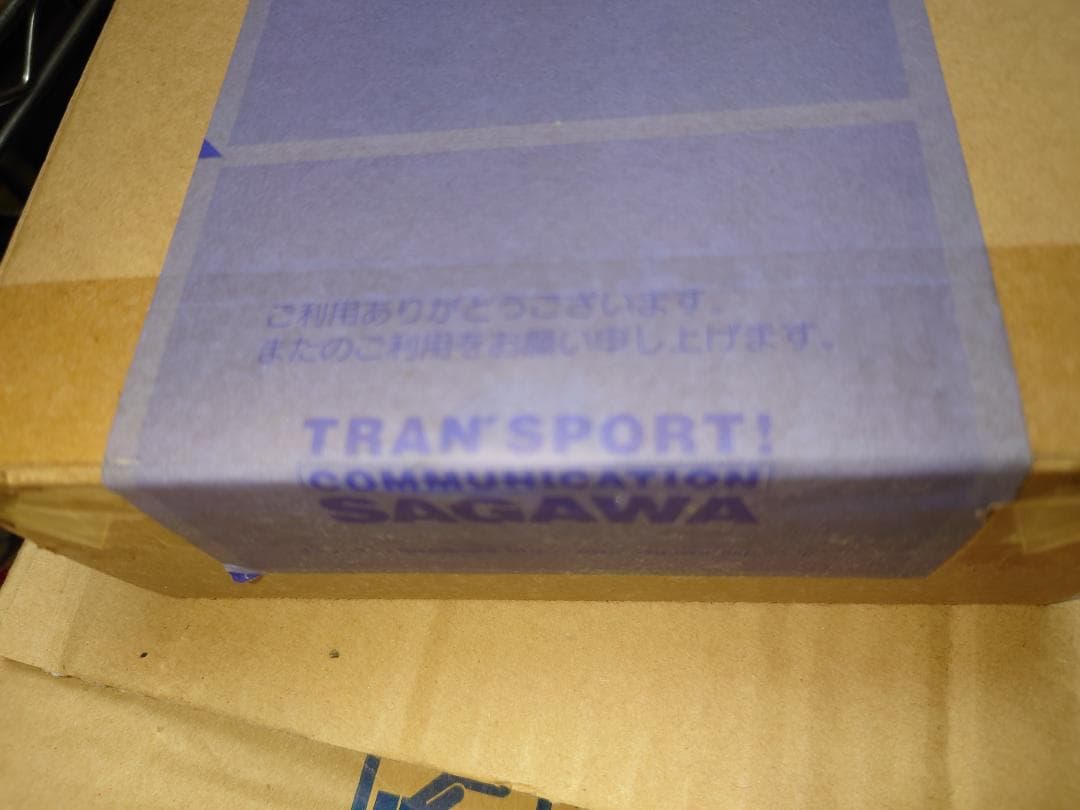 ご利用ありがとうございます。
またのご利用をお願い申し上げます。
TRAN'SPORT!
COMMUNICATION
SAGAWA